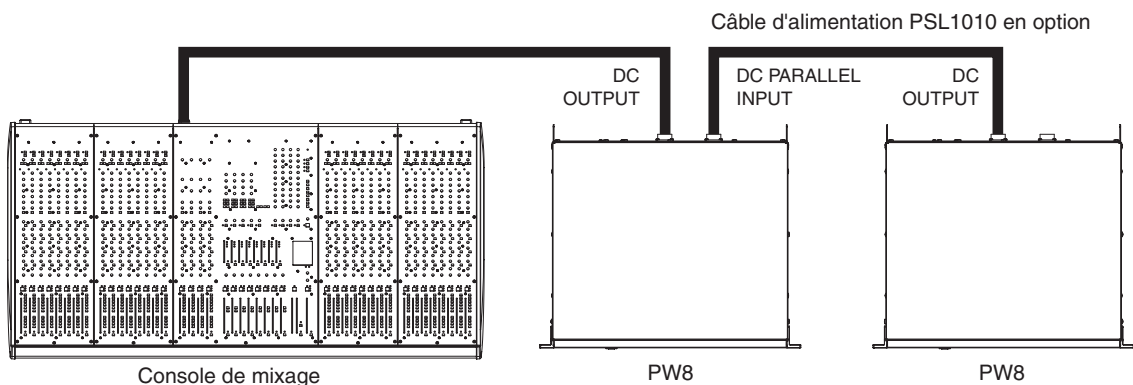 Câble d'alimentation PSL1010 en option
DC
OUTPUT
DC PARALLEL
INPUT
DC
OUTPUT
Console de mixage
PW8
PW8